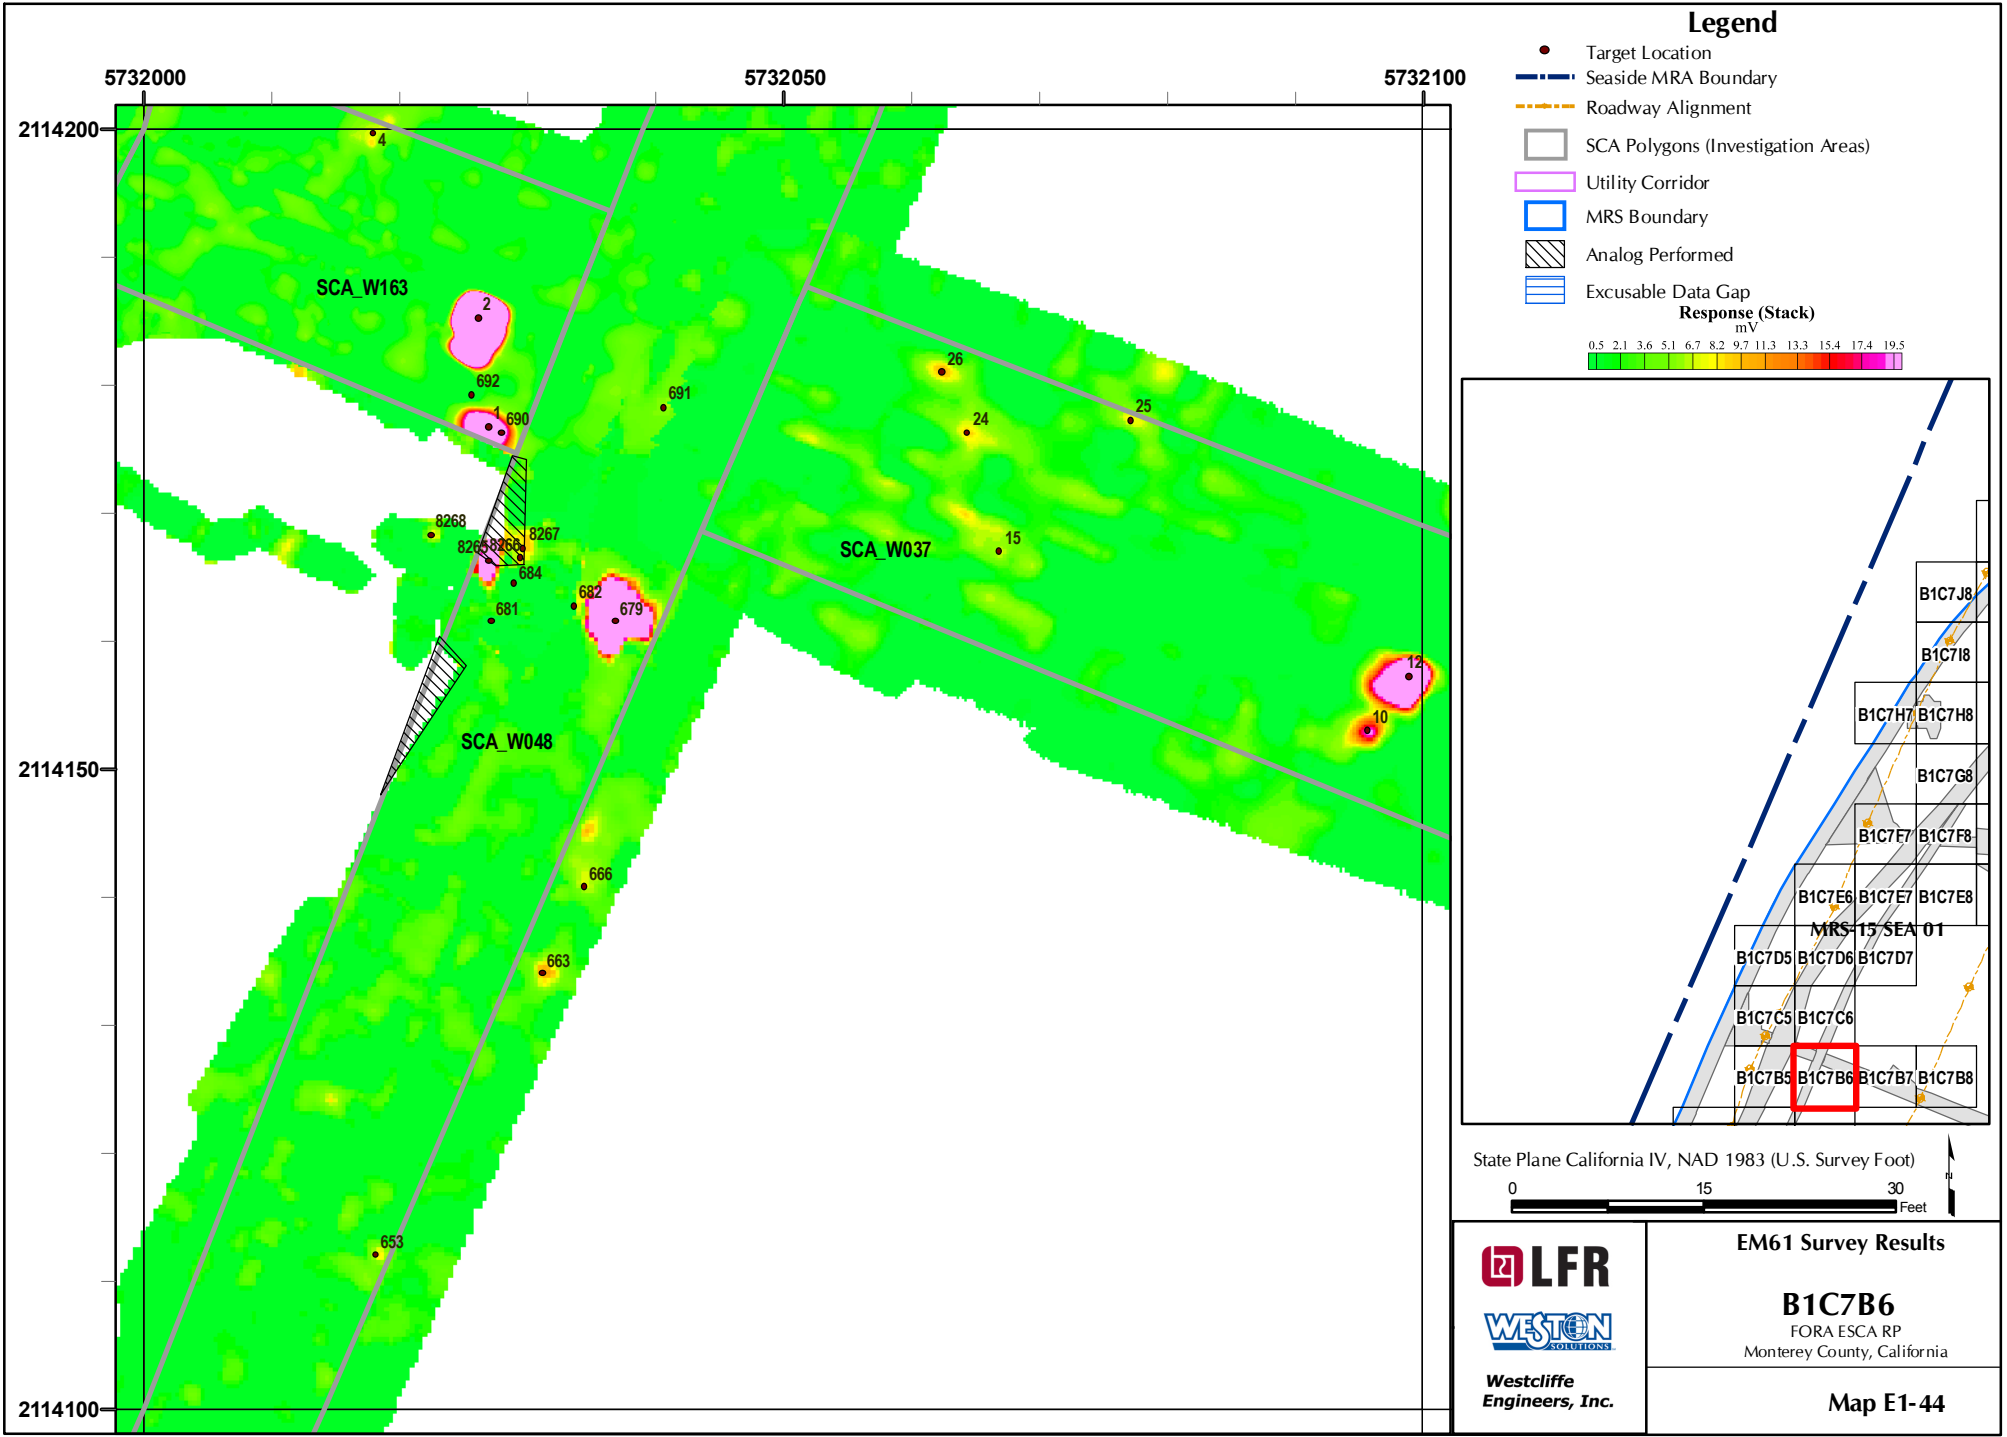 5732000
5732050
5732100
2114200
2114150
2114100
4
SCA_W163
2
692
1
690
691
26
24
25
15
SCA_W037
8268
8265
8266
8267
684
681
682
679
12
10
SCA_W048
666
663
653
Legend
Target Location
Seaside MRA Boundary
Roadway Alignment
SCA Polygons (Investigation Areas)
Utility Corridor
MRS Boundary
Analog Performed
Excusable Data Gap
Response (Stack)
mV
0.5 2.1 3.6 5.1 6.7 8.2 9.7 11.3 13.3 15.4 17.4 19.5
B1C7J8
B1C7I8
B1C7H7 B1C7H8
B1C7G8
B1C7F7 B1C7F8
B1C7E6 B1C7E7 B1C7E8
MRS-15 SEA 01
B1C7D5 B1C7D6 B1C7D7
B1C7C5 B1C7C6
B1C7B5 B1C7B6 B1C7B7 B1C7B8
State Plane California IV, NAD 1983 (U.S. Survey Foot)
0 15 30
Feet
N
LFR
WESTON
SOLUTIONS
Westcliffe
Engineers, Inc.
EM61 Survey Results
B1C7B6
FORA ESCA RP
Monterey County, California
Map E1-44